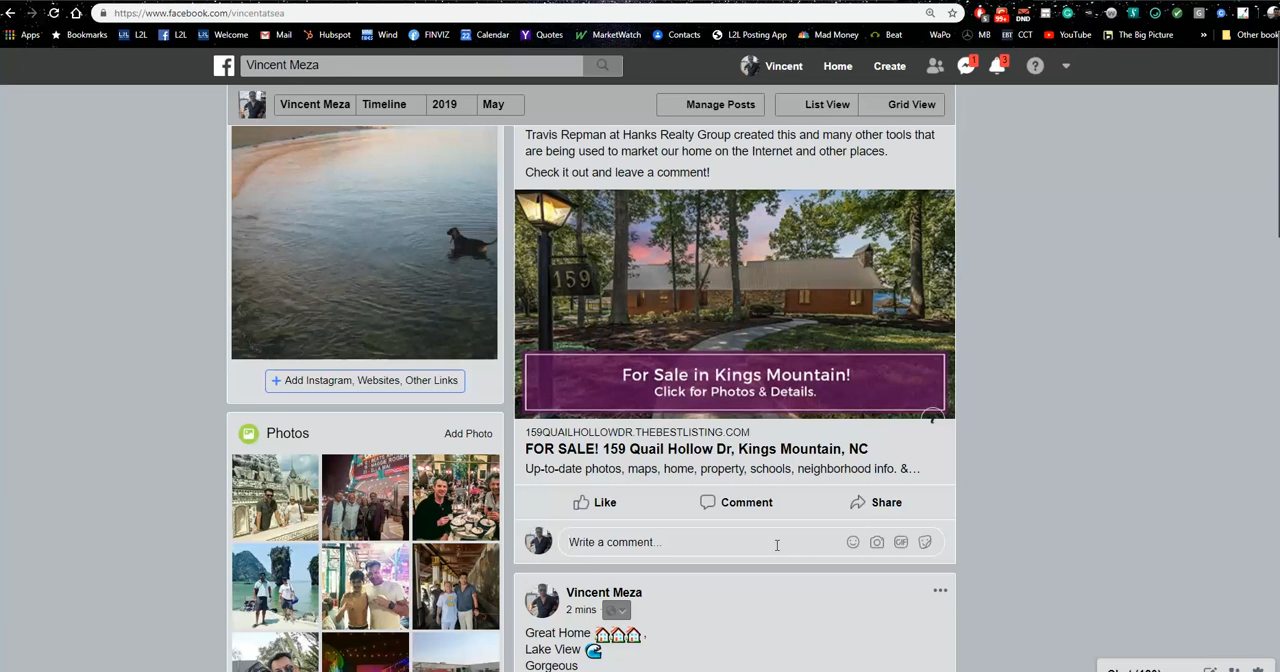 https://www.facebook.com/vincentatsea
Apps Bookmarks L2L L2L Welcome Mail Hubspot Wind FINVIZ Calendar Quotes MarketWatch Contacts L2L Posting App Mad Money Beat WaPo MB CCT YouTube The Big Picture » Other book
Vincent Meza
Vincent Home Create
Vincent Meza Timeline 2019 May Manage Posts List View Grid View
Travis Repman at Hanks Realty Group created this and many other tools that
are being used to market our home on the Internet and other places.
Check it out and leave a comment!
159
For Sale in Kings Mountain!
Click for Photos & Details.
+ Add Instagram, Websites, Other Links
159QUAILHOLLOWDR.THEBESTLISTING.COM
FOR SALE! 159 Quail Hollow Dr, Kings Mountain, NC
Up-to-date photos, maps, home, property, schools, neighborhood info. &...
Photos Add Photo
Like Comment Share
Write a comment...
GIF
Vincent Meza
2 mins
Great Home 🏠🏠🏠,
Lake View 🌊
Gorgeous